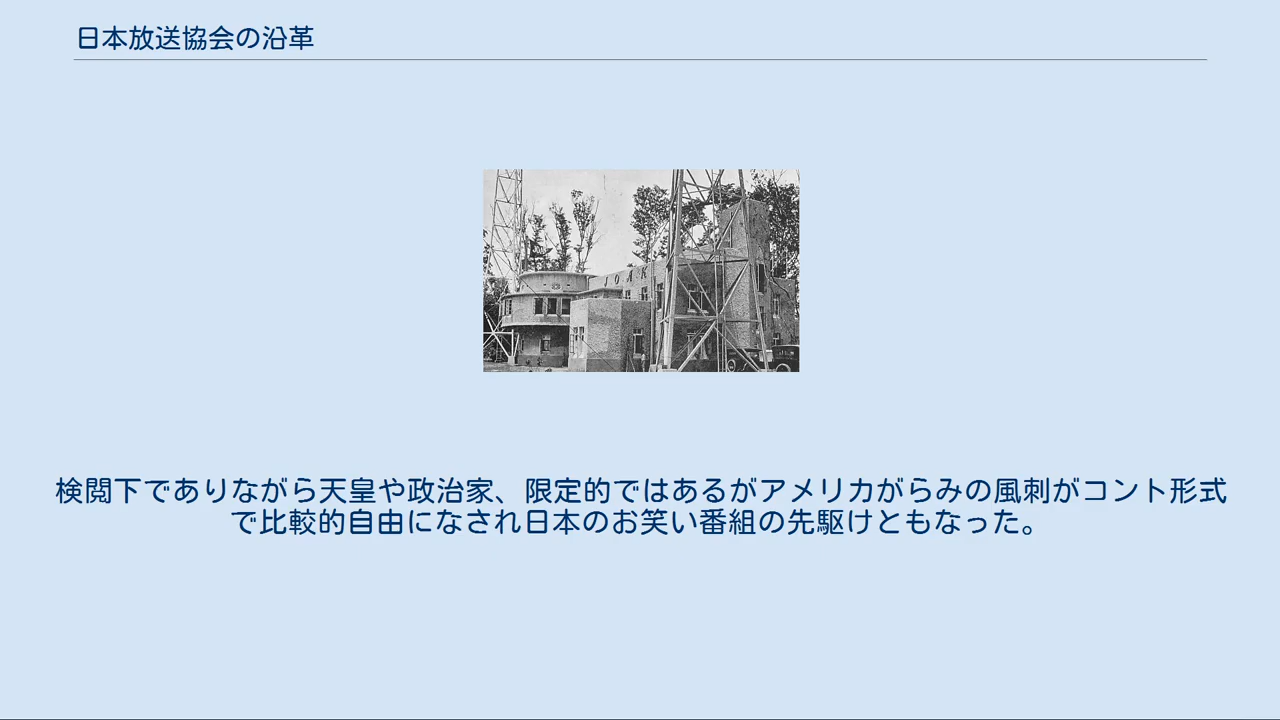 日本放送協会の沿革
JOAK
検閲下でありながら天皇や政治家、限定的ではあるがアメリカがらみの風刺がコント形式
で比較的自由になされ日本のお笑い番組の先駆けともなった。